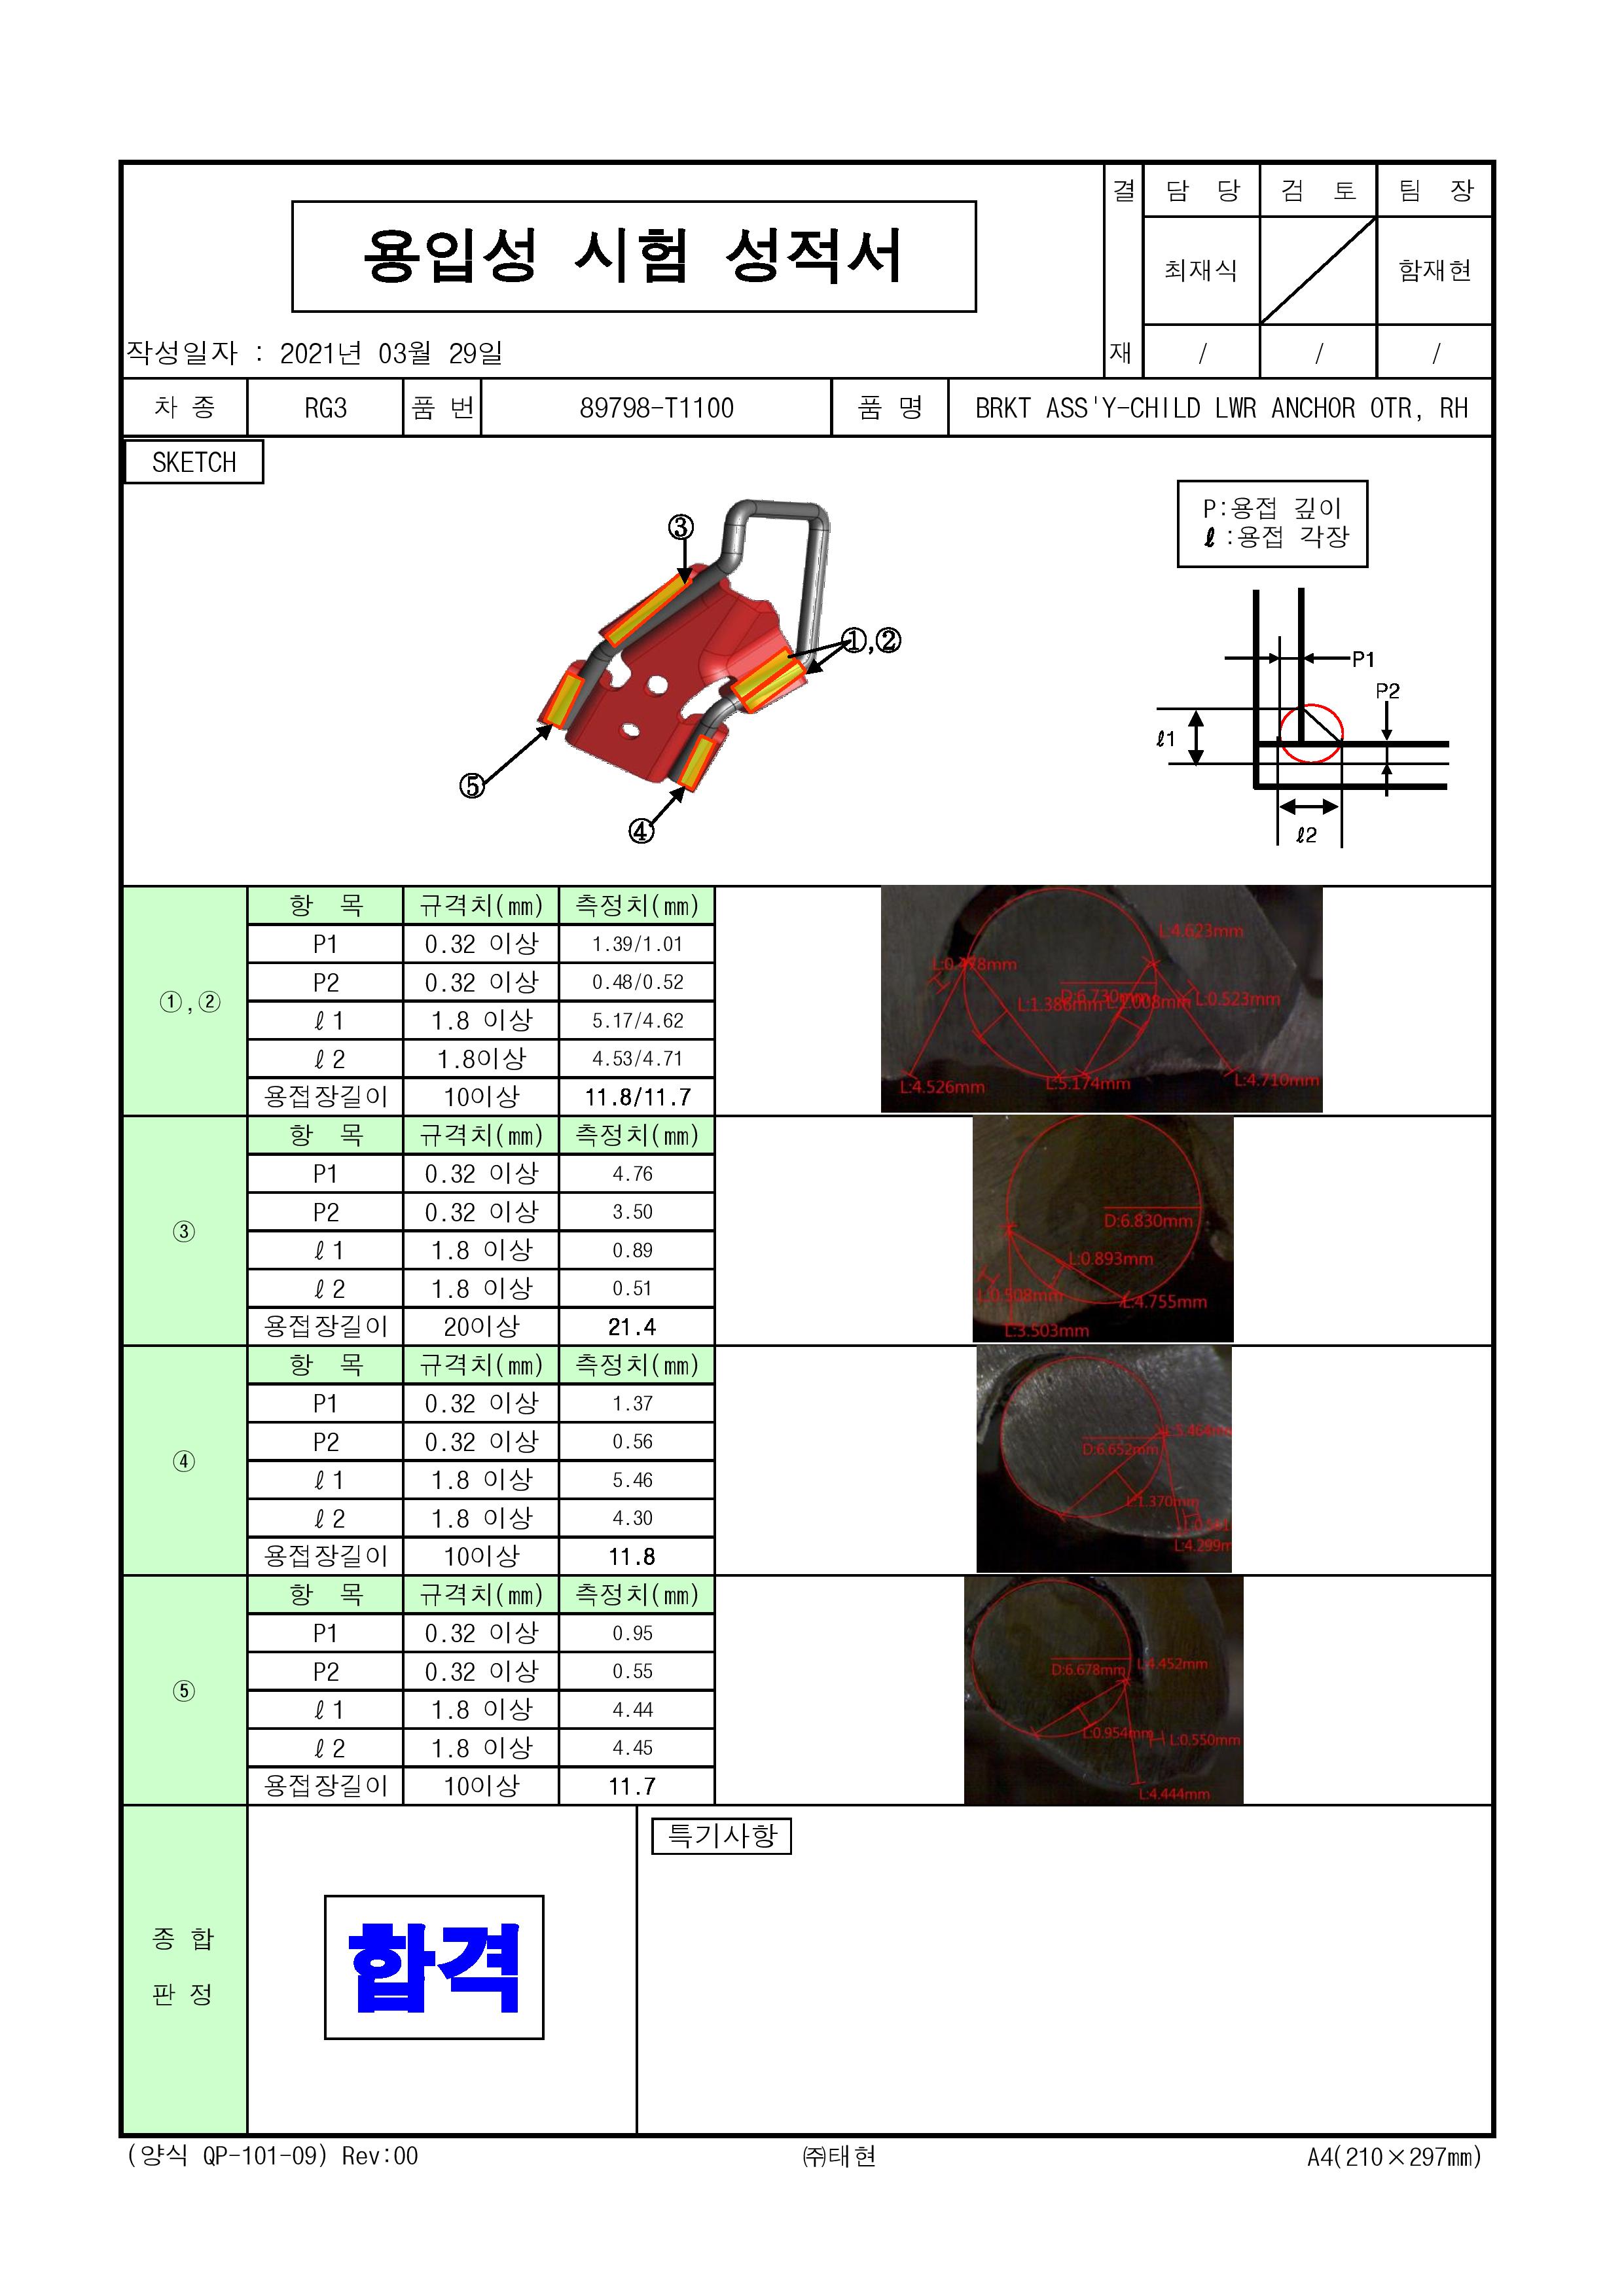 용입성 시험 성적서
결 담 당 검 토 팀 장
최재식 함재현
작성일자 : 2021년 03월 29일
재 / / /
차 종 RG3 품 번 89798-T1100 품 명 BRKT ASS'Y-CHILD LWR ANCHOR OTR, RH
SKETCH
P:용접 깊이
ℓ :용접 각장
③
①,②
⑤
④
P1
P2
ℓ1
ℓ2
①,②
항 목 규격치(㎜) 측정치(㎜)
P1 0.32 이상 1.39/1.01
P2 0.32 이상 0.48/0.52
ℓ1 1.8 이상 5.17/4.62
ℓ2 1.8이상 4.53/4.71
용접장길이 10이상 11.8/11.7
L:4.623mm
D:6.730mm
L:0.523mm
L:4.526mm
L:5.174mm
L:4.710mm
③
항 목 규격치(㎜) 측정치(㎜)
P1 0.32 이상 4.76
P2 0.32 이상 3.50
ℓ1 1.8 이상 0.89
ℓ2 1.8 이상 0.51
용접장길이 20이상 21.4
D:6.830mm
L:0.893mm
L:0.508mm
L:4.755mm
L:3.503mm
④
항 목 규격치(㎜) 측정치(㎜)
P1 0.32 이상 1.37
P2 0.32 이상 0.56
ℓ1 1.8 이상 5.46
ℓ2 1.8 이상 4.30
용접장길이 10이상 11.8
D:6.652mm
L:1.370mm
L:4.299m
⑤
항 목 규격치(㎜) 측정치(㎜)
P1 0.32 이상 0.95
P2 0.32 이상 0.55
ℓ1 1.8 이상 4.44
ℓ2 1.8 이상 4.45
용접장길이 10이상 11.7
L:4.452mm
D:6.678mm
L:0.954mm
L:0.550mm
L:4.444mm
종 합
판 정
합격
특기사항
(양식 QP-101-09) Rev:00 ㈜태현 A4(210×297㎜)